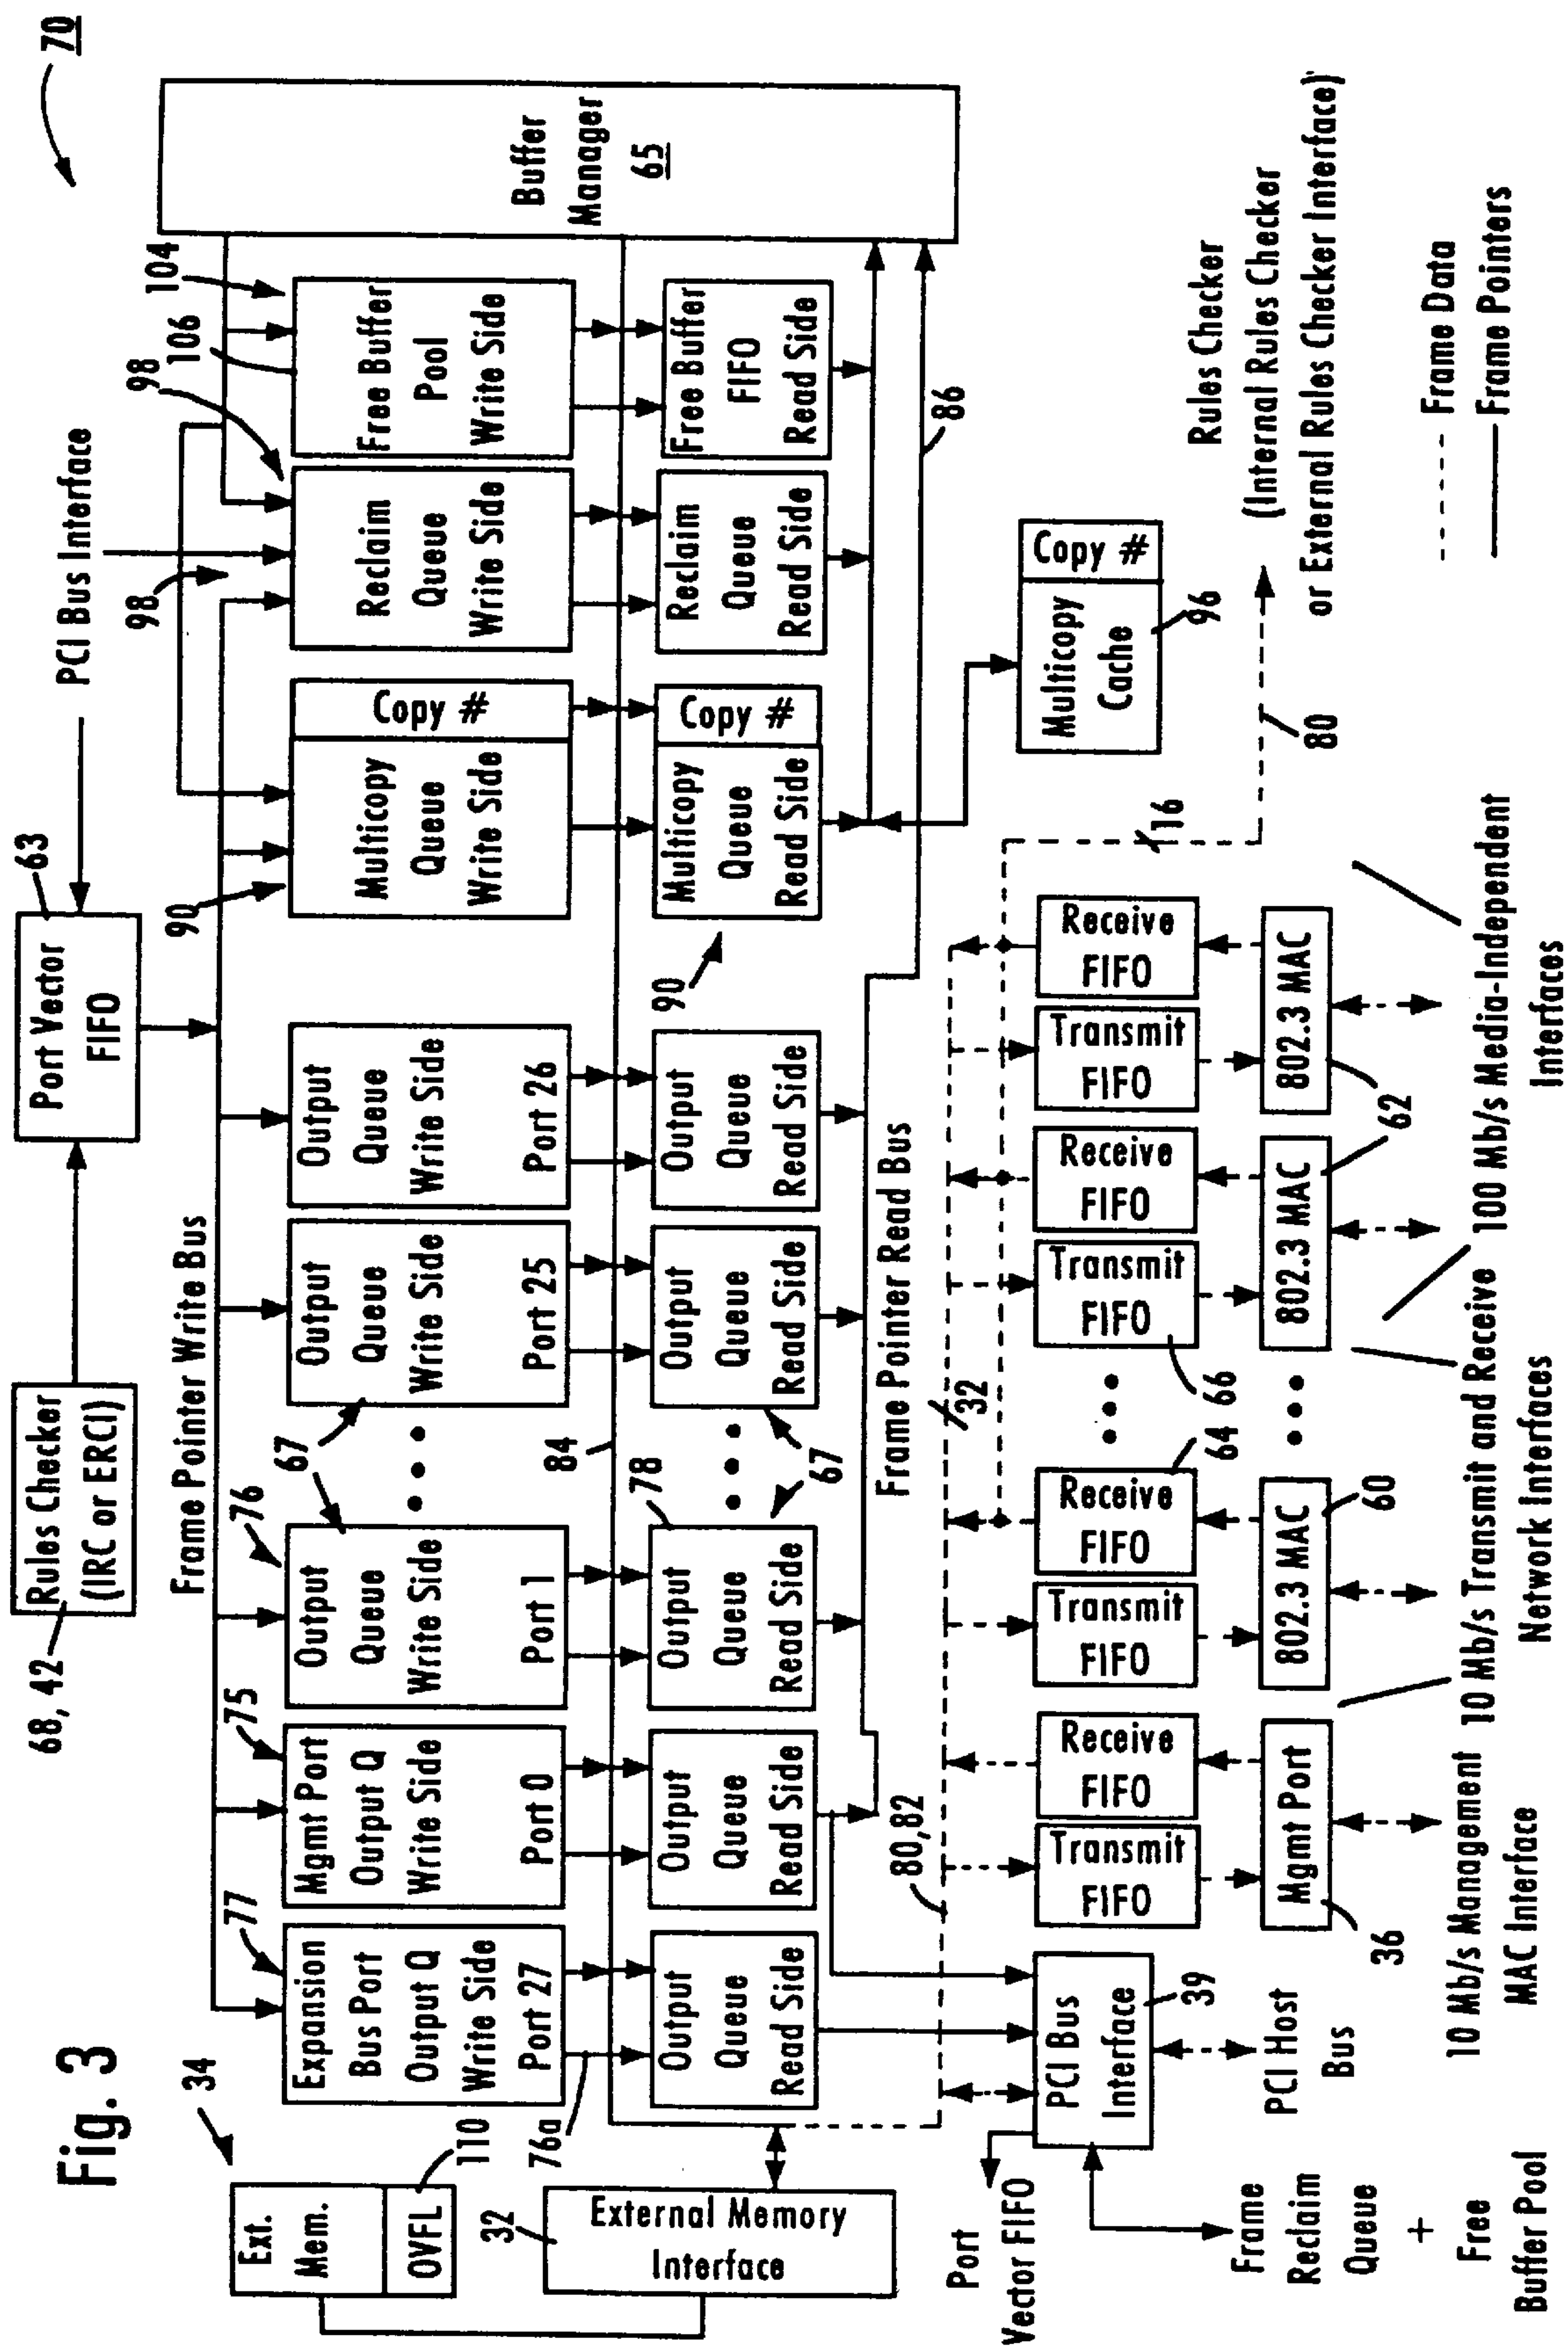 Fig. 3
70
34
Ext.
Mem.
OVFL
110
External Memory
Interface
32
68, 42
Rules Checker
(IRC or ERCI)
Port Vector
FIFO
63
PCI Bus Interface
Frame Pointer Write Bus
77
Expansion
Bus Port
Output Q
Write Side
Port 27
75
Mgmt Port
Output Q
Write Side
Port 0
76
Output
Queue
Write Side
Port 1
67
Output
Queue
Write Side
Port 25
Output
Queue
Write Side
Port 26
90
Multicopy
Queue
Write Side
Copy #
98
98
Reclaim
Queue
Write Side
106
104
Free Buffer
Pool
Write Side
Buffer
Manager
65
76a
84
Output
Queue
Read Side
Output
Queue
Read Side
78
Output
Queue
Read Side
67
Output
Queue
Read Side
Output
Queue
Read Side
90
Multicopy
Queue
Read Side
Copy #
Reclaim
Queue
Read Side
Free Buffer
FIFO
Read Side
Frame Pointer Read Bus
86
80,82
32
16
80
Multicopy
Cache
Copy #
96
Rules Checker
(Internal Rules Checker
or External Rules Checker Interface)
Port
Vector FIFO
PCI Bus
Interface
39
Transmit
FIFO
Receive
FIFO
Mgmt Port
36
Transmit
FIFO
Receive
FIFO
64
802.3 MAC
60
Transmit
FIFO
66
Receive
FIFO
802.3 MAC
62
Transmit
FIFO
Receive
FIFO
802.3 MAC
Frame
Reclaim
Queue
+
Free
Buffer Pool
PCI Host
Bus
10 Mb/s Management
MAC Interface
10 Mb/s Transmit and Receive
Network Interfaces
100 Mb/s Media-Independent
Interfaces
Frame Data
Frame Pointers